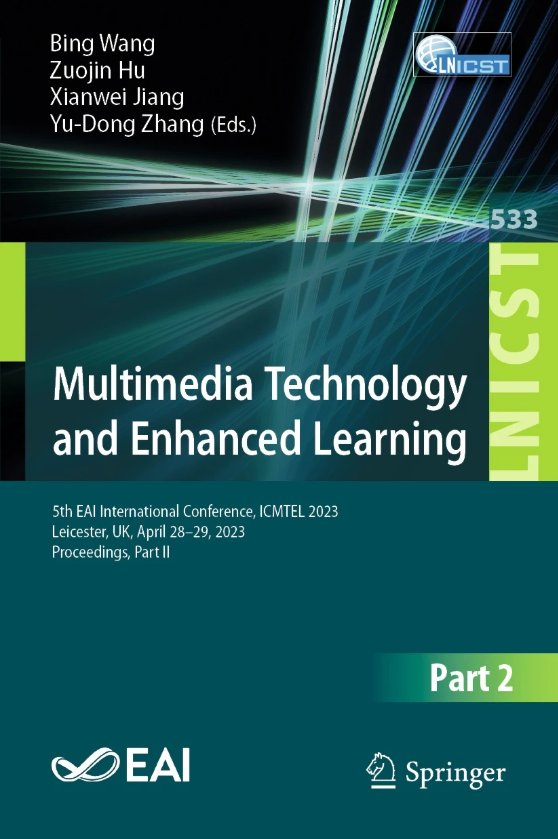 Bing Wang
Zuojin Hu
Xianwei Jiang
Yu-Dong Zhang (Eds.)
LNICST
533
LNICST
Multimedia Technology
and Enhanced Learning
5th EAI International Conference, ICMTEL 2023
Leicester, UK, April 28–29, 2023
Proceedings, Part II
Part 2
EAI
Springer